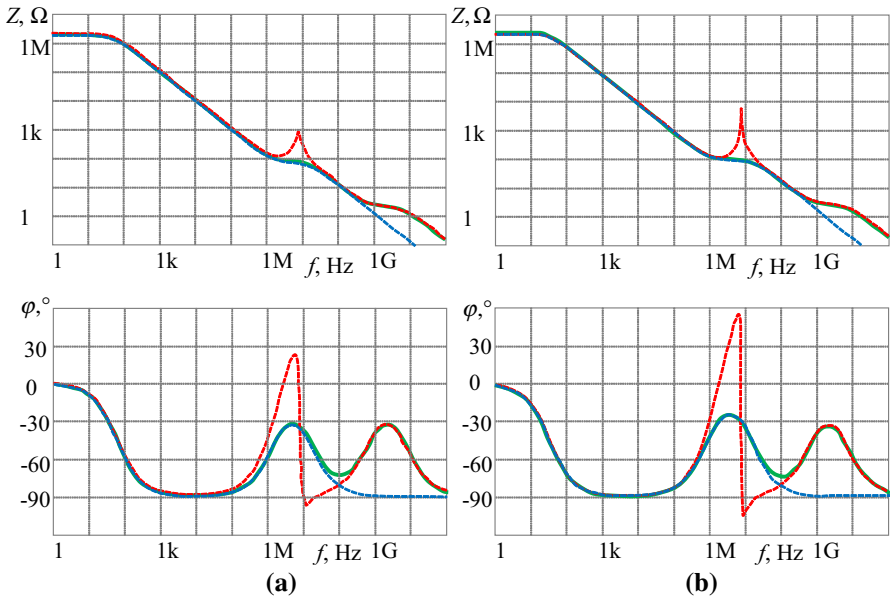 Z, Ω
1M
1k
1
1 1k 1M f, Hz 1G
φ,°
30
0
-30
-60
-90
1 1k 1M f, Hz 1G
(a)
Z, Ω
1M
1k
1
1 1k 1M f, Hz 1G
φ,°
30
0
-30
-60
-90
1 1k 1M f, Hz 1G
(b)